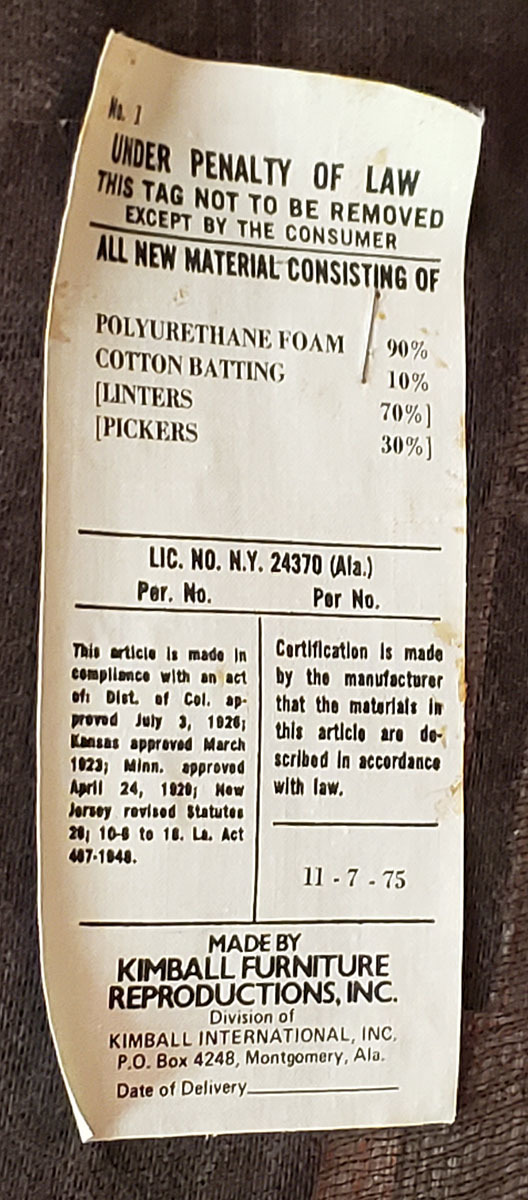 No. 1
UNDER PENALTY OF LAW
THIS TAG NOT TO BE REMOVED
EXCEPT BY THE CONSUMER
ALL NEW MATERIAL CONSISTING OF
POLYURETHANE FOAM 90%
COTTON BATTING 10%
[LINTERS 70%]
[PICKERS 30%]
LIC. NO. N.Y. 24370 (Ala.)
Per. No. Per No.
This article is made in
compliance with an act
of: Dist. of Col. ap-
proved July 3, 1926;
Kansas approved March
1923; Minn. approved
April 24, 1929; New
Jersey revised Statutes
26; 10-6 to 18. La. Act
467-1948.
Certification is made
by the manufacturer
that the materials in
this article are de-
scribed in accordance
with law.
11 - 7 - 75
MADE BY
KIMBALL FURNITURE
REPRODUCTIONS, INC.
Division of
KIMBALL INTERNATIONAL, INC.
P.O. Box 4248, Montgomery, Ala.
Date of Delivery